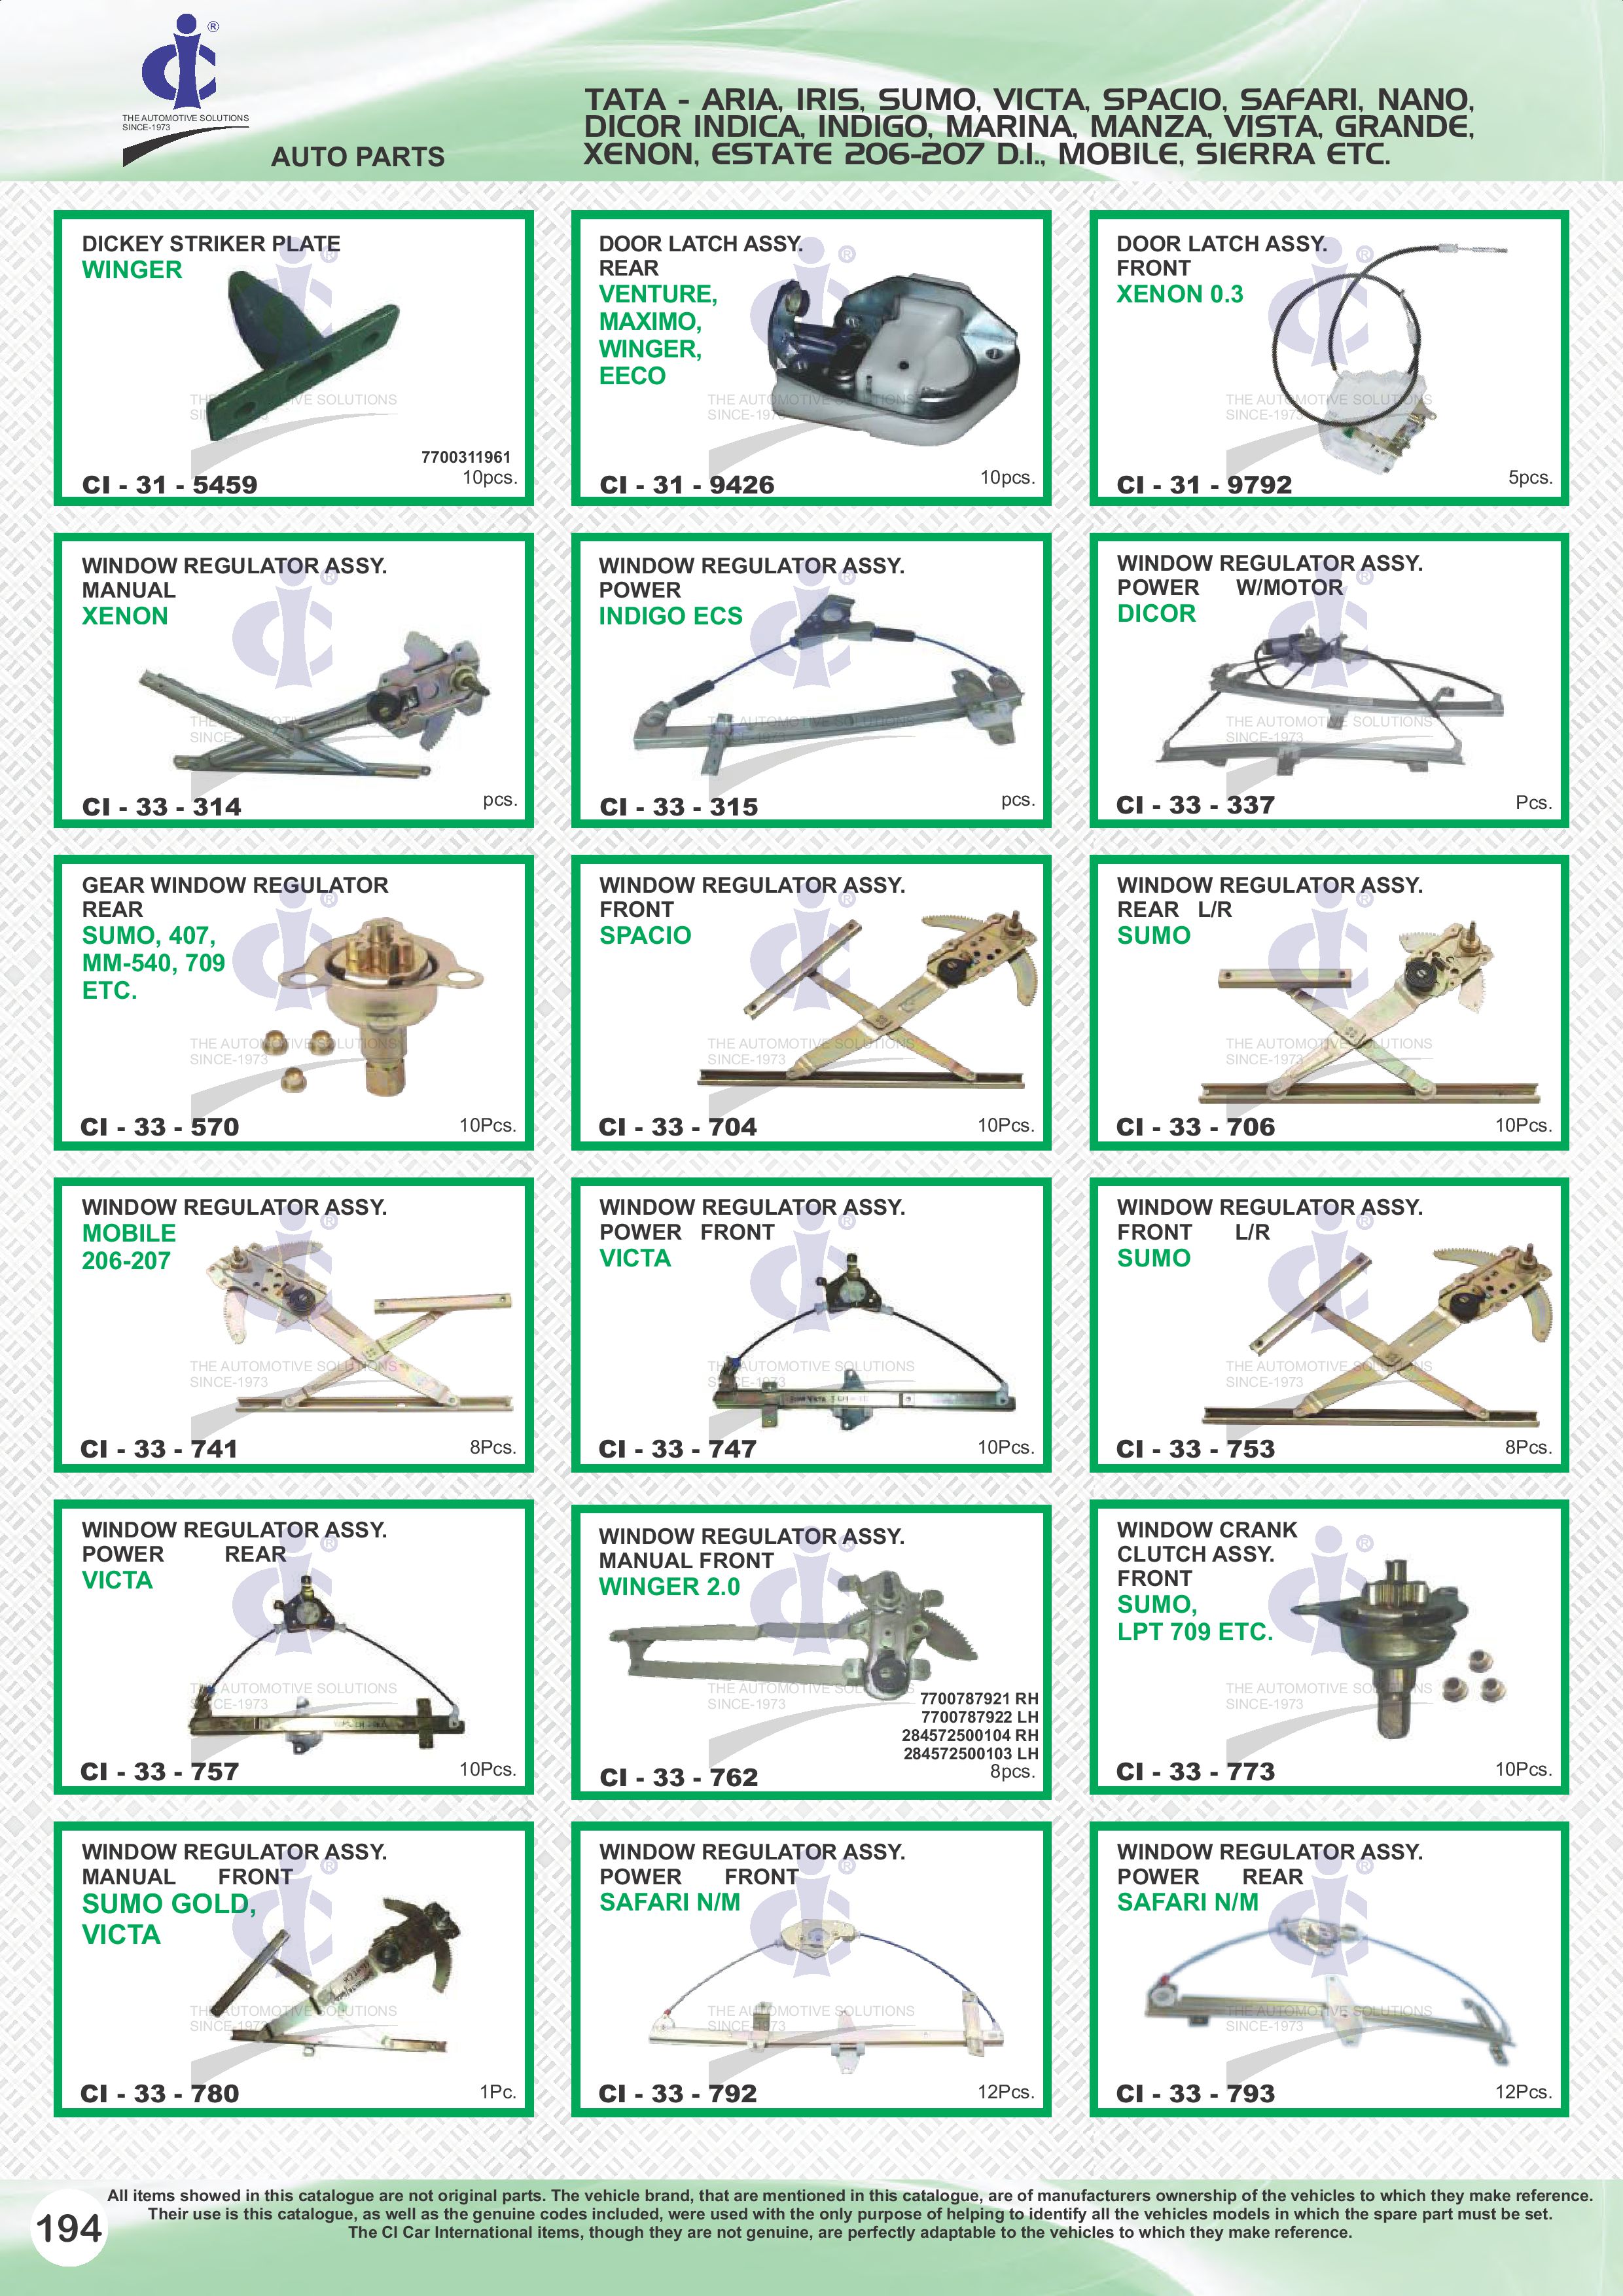 ®
THE AUTOMOTIVE SOLUTIONS
SINCE-1973
AUTO PARTS
TATA - ARIA, IRIS, SUMO, VICTA, SPACIO, SAFARI, NANO,
DICOR INDICA, INDIGO, MARINA, MANZA, VISTA, GRANDE,
XENON, ESTATE 206-207 D.I., MOBILE, SIERRA ETC.
DICKEY STRIKER PLATE
WINGER
7700311961
10pcs.
CI - 31 - 5459
DOOR LATCH ASSY.
REAR
VENTURE,
MAXIMO,
WINGER,
EECO
CI - 31 - 9426
10pcs.
DOOR LATCH ASSY.
FRONT
XENON 0.3
CI - 31 - 9792
5pcs.
WINDOW REGULATOR ASSY.
MANUAL
XENON
CI - 33 - 314
pcs.
WINDOW REGULATOR ASSY.
POWER
INDIGO ECS
CI - 33 - 315
pcs.
WINDOW REGULATOR ASSY.
POWER W/MOTOR
DICOR
CI - 33 - 337
Pcs.
GEAR WINDOW REGULATOR
REAR
SUMO, 407,
MM-540, 709
ETC.
CI - 33 - 570
10Pcs.
WINDOW REGULATOR ASSY.
FRONT
SPACIO
CI - 33 - 704
10Pcs.
WINDOW REGULATOR ASSY.
REAR L/R
SUMO
CI - 33 - 706
10Pcs.
WINDOW REGULATOR ASSY.
MOBILE
206-207
CI - 33 - 741
8Pcs.
WINDOW REGULATOR ASSY.
POWER FRONT
VICTA
CI - 33 - 747
10Pcs.
WINDOW REGULATOR ASSY.
FRONT L/R
SUMO
CI - 33 - 753
8Pcs.
WINDOW REGULATOR ASSY.
POWER REAR
VICTA
CI - 33 - 757
10Pcs.
WINDOW REGULATOR ASSY.
MANUAL FRONT
WINGER 2.0
7700787921 RH
7700787922 LH
284572500104 RH
284572500103 LH
8pcs.
CI - 33 - 762
WINDOW CRANK
CLUTCH ASSY.
FRONT
SUMO,
LPT 709 ETC.
CI - 33 - 773
10Pcs.
WINDOW REGULATOR ASSY.
MANUAL FRONT
SUMO GOLD,
VICTA
CI - 33 - 780
1Pc.
WINDOW REGULATOR ASSY.
POWER FRONT
SAFARI N/M
CI - 33 - 792
12Pcs.
WINDOW REGULATOR ASSY.
POWER REAR
SAFARI N/M
CI - 33 - 793
12Pcs.
194
All items showed in this catalogue are not original parts. The vehicle brand, that are mentioned in this catalogue, are of manufacturers ownership of the vehicles to which they make reference.
Their use is this catalogue, as well as the genuine codes included, were used with the only purpose of helping to identify all the vehicles models in which the spare part must be set.
The CI Car International items, though they are not genuine, are perfectly adaptable to the vehicles to which they make reference.